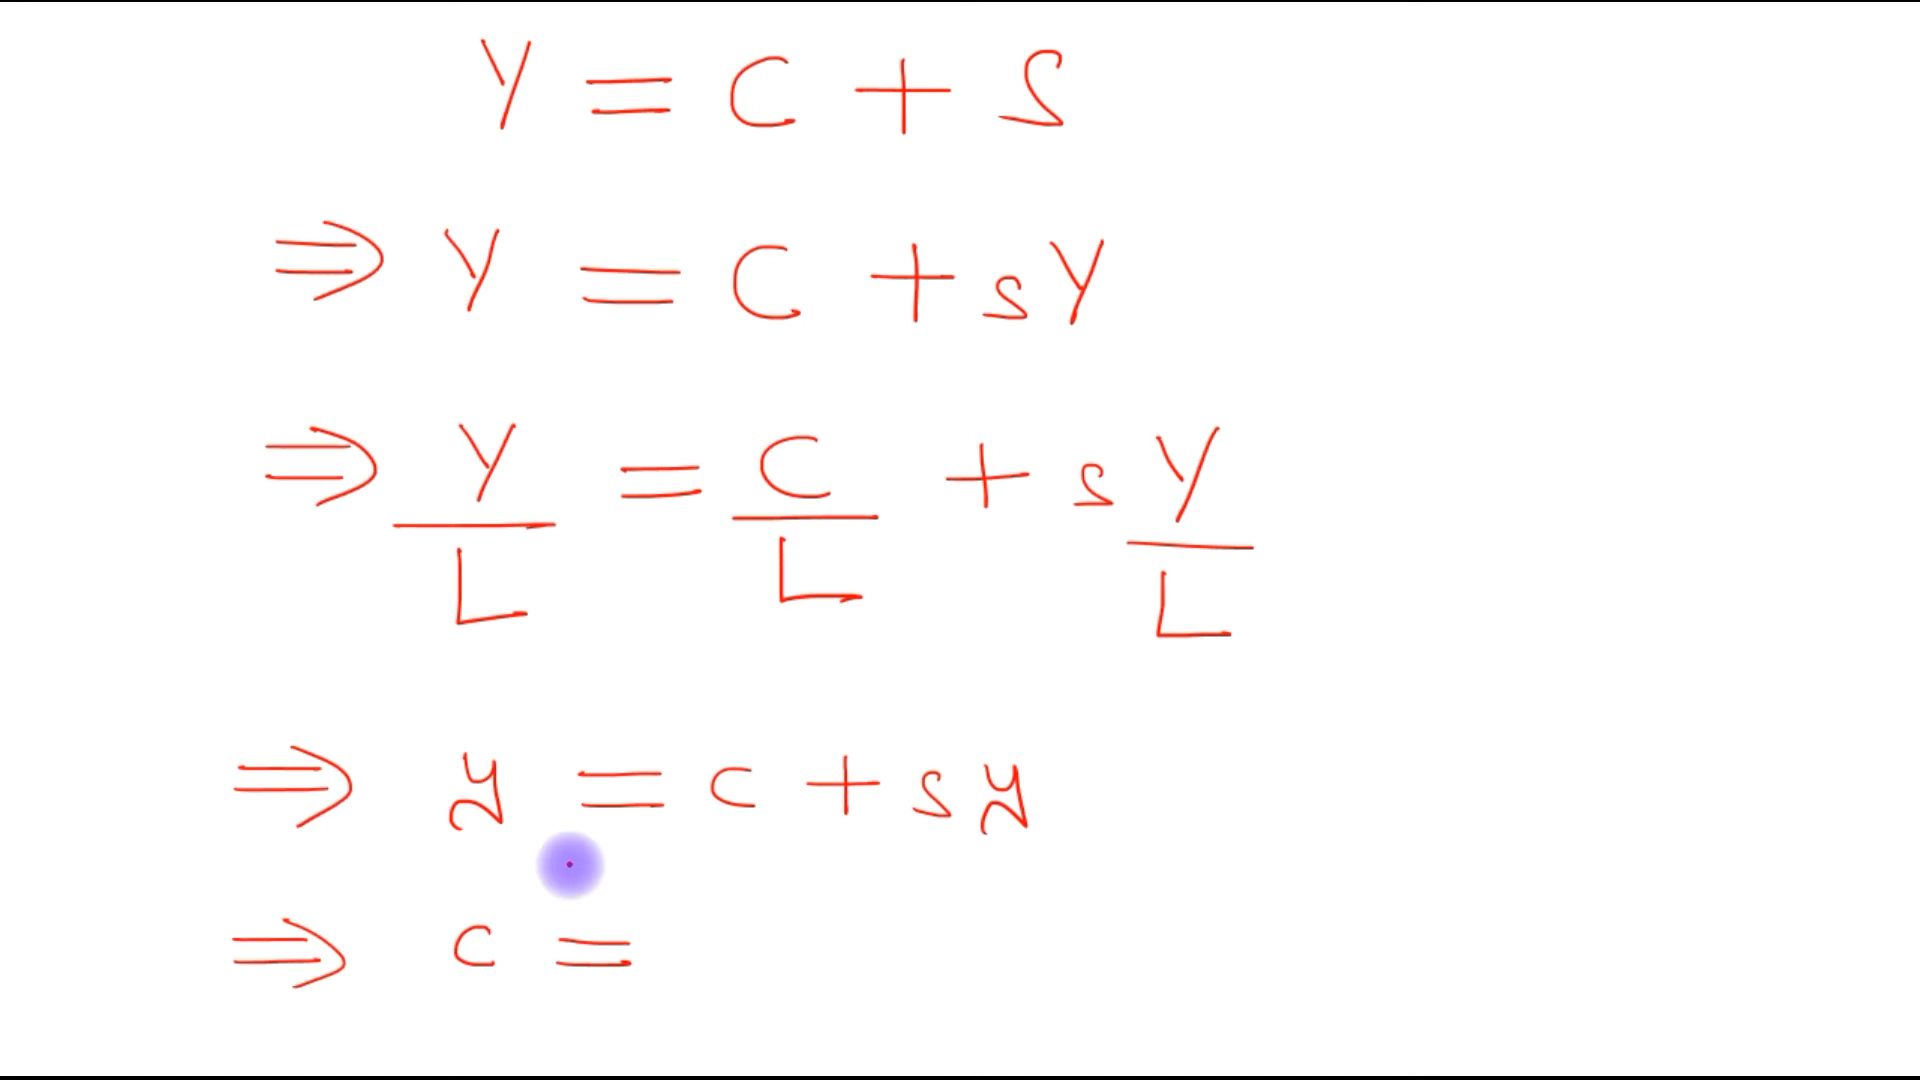 Y = C + S
⇒ Y = C + sY
⇒ Y/L = C/L + s Y/L
⇒ y = c + sy
⇒ c =